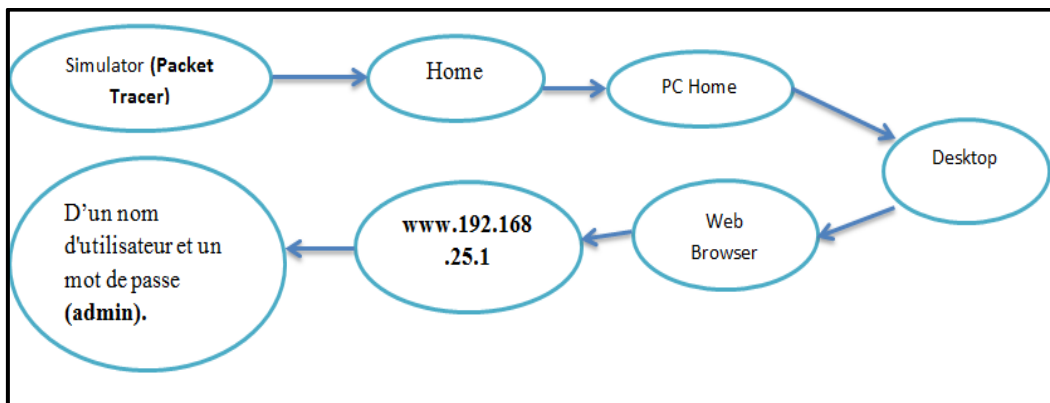 Simulator (Packet
Tracer)
Home
PC Home
Desktop
Web
Browser
www.192.168
.25.1
D’un nom
d'utilisateur et un
mot de passe
(admin).